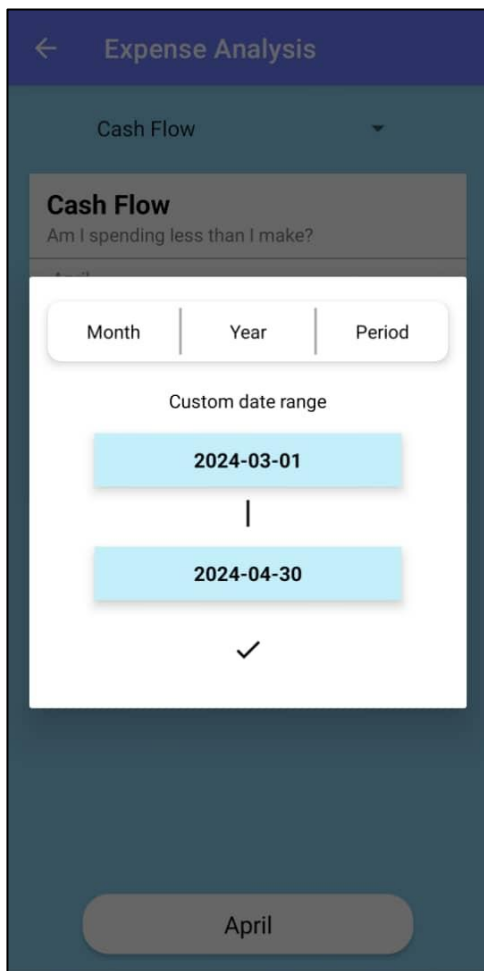 Expense Analysis
Cash Flow
Cash Flow
Am I spending less than I make?
April
Month Year Period
Custom date range
2024-03-01
2024-04-30
April